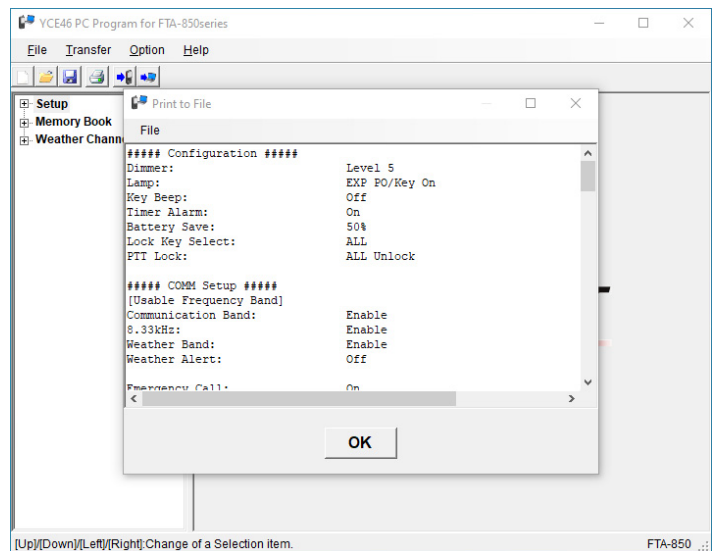 YCE46 PC Program for FTA-850series
File Transfer Option Help
Setup
Memory Book
Weather Chann
Print to File
File
##### Configuration #####
Dimmer: Level 5
Lamp: EXP PO/Key On
Key Beep: Off
Timer Alarm: On
Battery Save: 50%
Lock Key Select: ALL
PTT Lock: ALL Unlock
##### COMM Setup #####
[Usable Frequency Band]
Communication Band: Enable
8.33kHz: Enable
Weather Band: Enable
Weather Alert: Off
Emergency Call: On
OK
[Up]/[Down]/[Left]/[Right]:Change of a Selection item. FTA-850